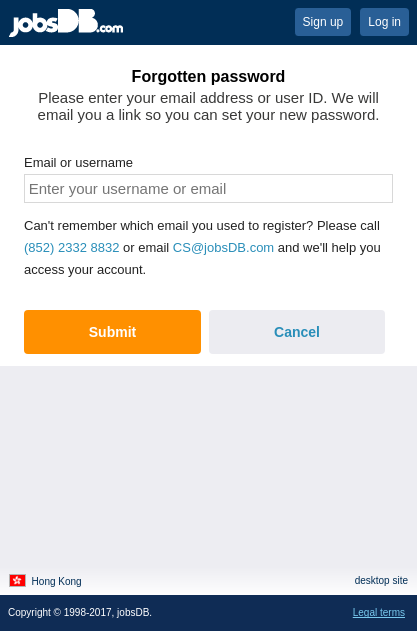 jobsDB.com
Sign up
Log in
Forgotten password
Please enter your email address or user ID. We will
email you a link so you can set your new password.
Email or username
Enter your username or email
Can't remember which email you used to register? Please call
(852) 2332 8832 or email CS@jobsDB.com and we'll help you
access your account.
Submit
Cancel
Hong Kong
desktop site
Copyright © 1998-2017, jobsDB.
Legal terms